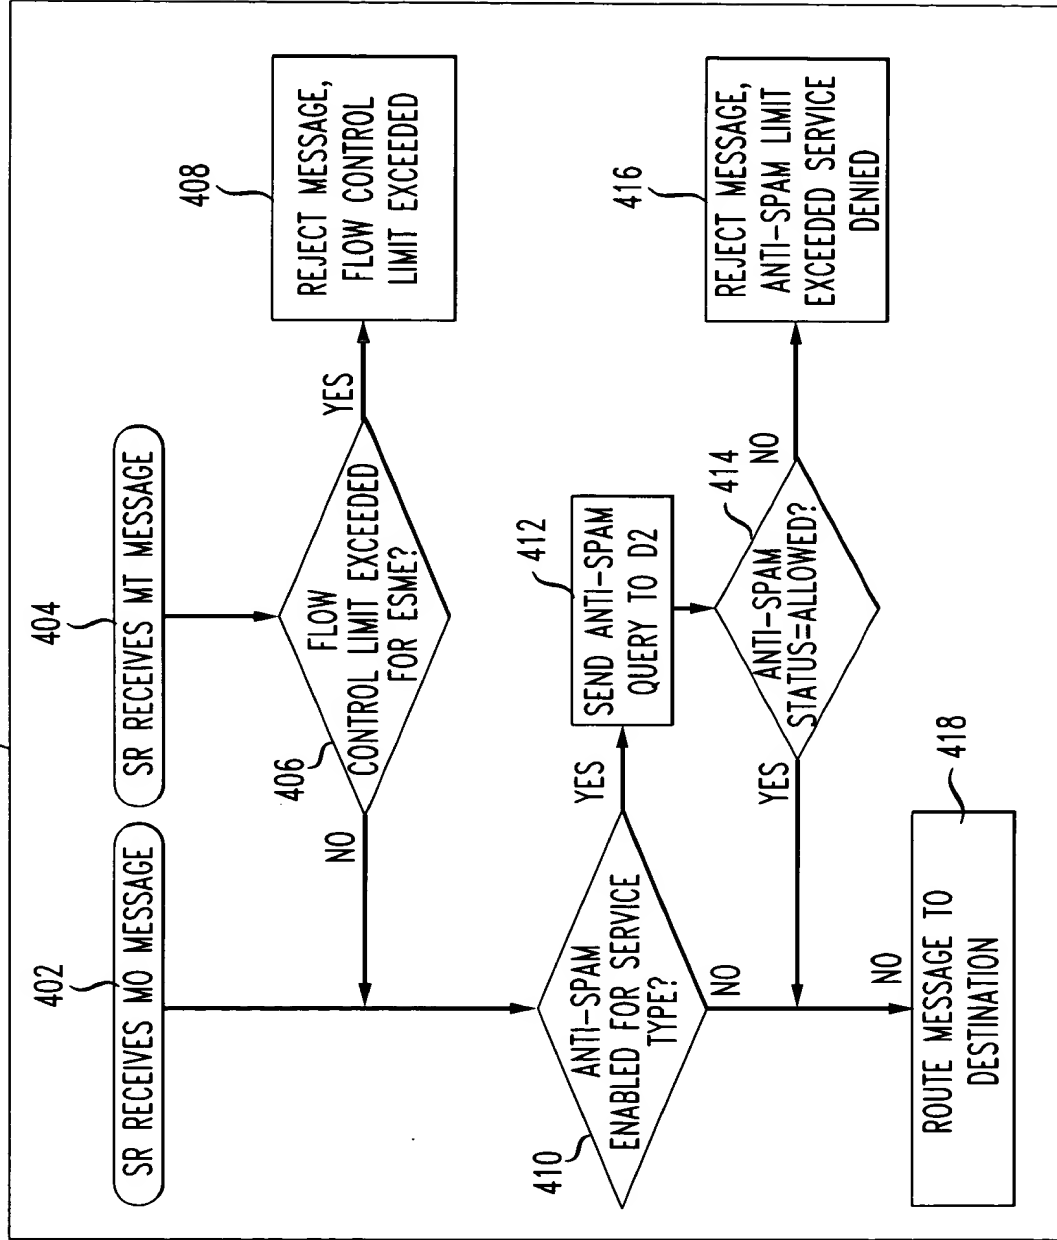 402
SR RECEIVES MO MESSAGE
404
SR RECEIVES MT MESSAGE
406
FLOW
CONTROL LIMIT EXCEEDED
FOR ESME?
YES
NO
408
REJECT MESSAGE,
FLOW CONTROL
LIMIT EXCEEDED
410
ANTI-SPAM
ENABLED FOR SERVICE
TYPE?
YES
NO
412
SEND ANTI-SPAM
QUERY TO D2
414
ANTI-SPAM
STATUS=ALLOWED?
NO
YES
416
REJECT MESSAGE,
ANTI-SPAM LIMIT
EXCEEDED SERVICE
DENIED
NO
418
ROUTE MESSAGE TO
DESTINATION